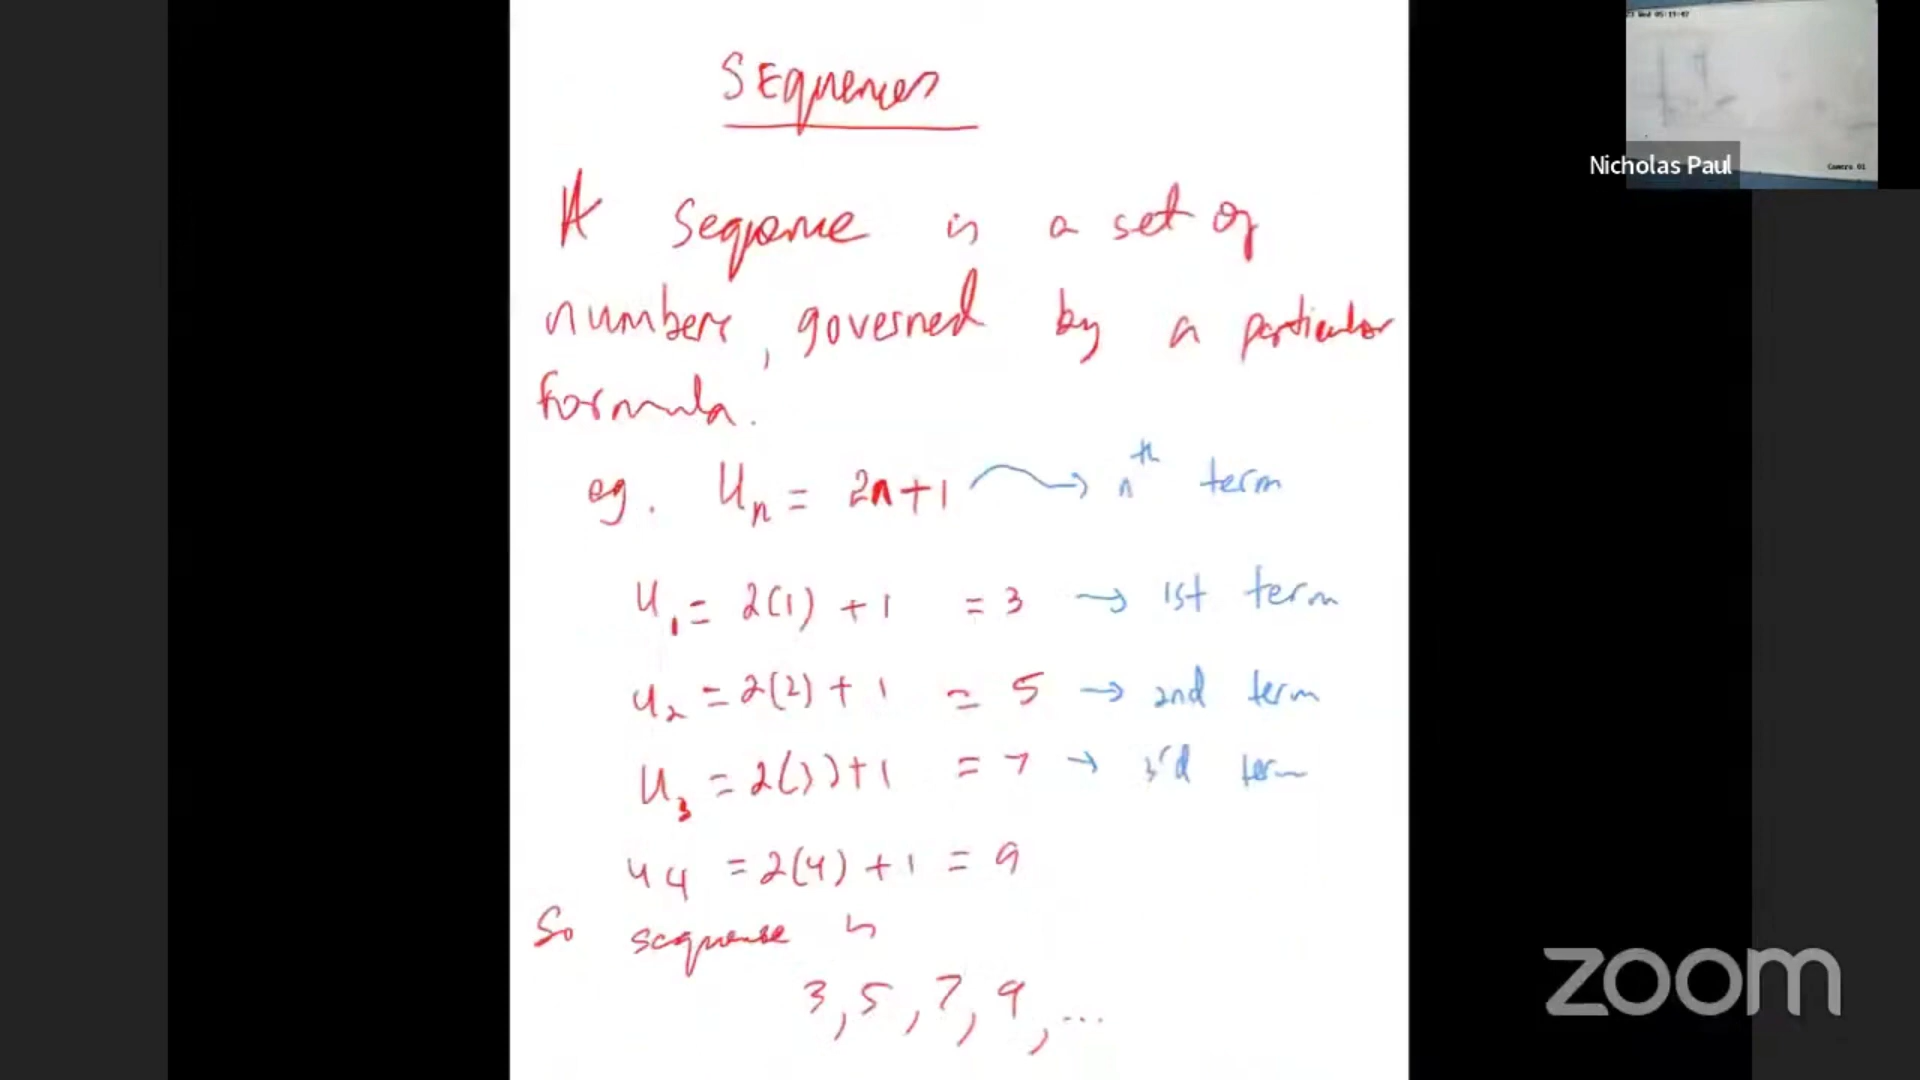 Sequences
A sequence is a set of
numbers, governed by a particular
formula.
eg. Uₙ = 2n+1 → nᵗʰ term
U₁ = 2(1) + 1 = 3 → 1st term
U₂ = 2(2) + 1 = 5 → 2nd term
U₃ = 2(3)+1 = 7 → 3rd term
U₄ = 2(4) + 1 = 9
So sequence is
3, 5, 7, 9, ...
Nicholas Paul
Camera 01
zoom